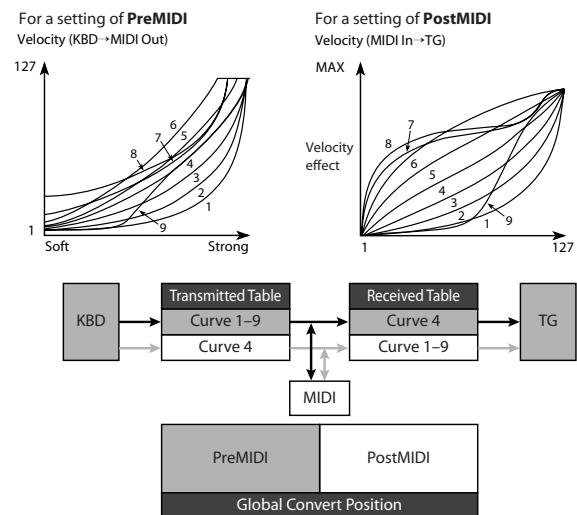 For a setting of PreMIDI
Velocity (KBD→MIDI Out)
127
6
7
5
8
4
3
2
1
9
1
Soft
Strong
For a setting of PostMIDI
Velocity (MIDI In→TG)
MAX
Velocity
effect
8
7
6
5
4
3
2
1
9
1
127
KBD
Transmitted Table
Curve 1–9
Curve 4
Received Table
Curve 4
Curve 1–9
TG
MIDI
PreMIDI
PostMIDI
Global Convert Position